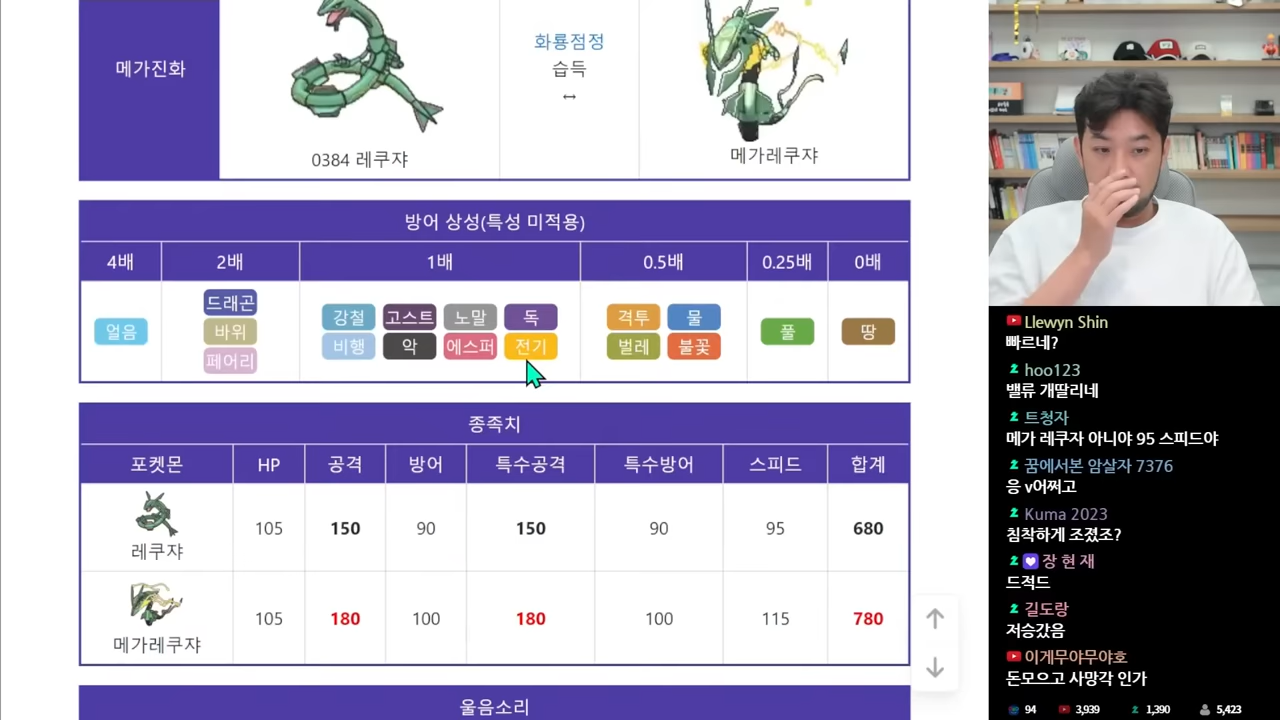 메가진화
화룡점정
습득
↔
0384 레쿠쟈
메가레쿠쟈
방어 상성(특성 미적용)
4배 2배 1배 0.5배 0.25배 0배
얼음
드래곤
바위
페어리
강철 고스트 노말 독
비행 악 에스퍼 전기
격투 물
벌레 불꽃
풀
땅
종족치
포켓몬 HP 공격 방어 특수공격 특수방어 스피드 합계
레쿠쟈 105 150 90 150 90 95 680
메가레쿠쟈 105 180 100 180 100 115 780
울음소리
Llewyn Shin
빠르네?
hoo123
밸류 개딸리네
트청자
메가 레쿠자 아니야 95 스피드야
꿈에서본 암살자 7376
응 v어쩌고
Kuma 2023
침착하게 조졌조?
장 현 재
드적드
길도랑
저승갔음
이게무야무야호
돈모으고 사망각 인가
94 3,939 1,390 5,423